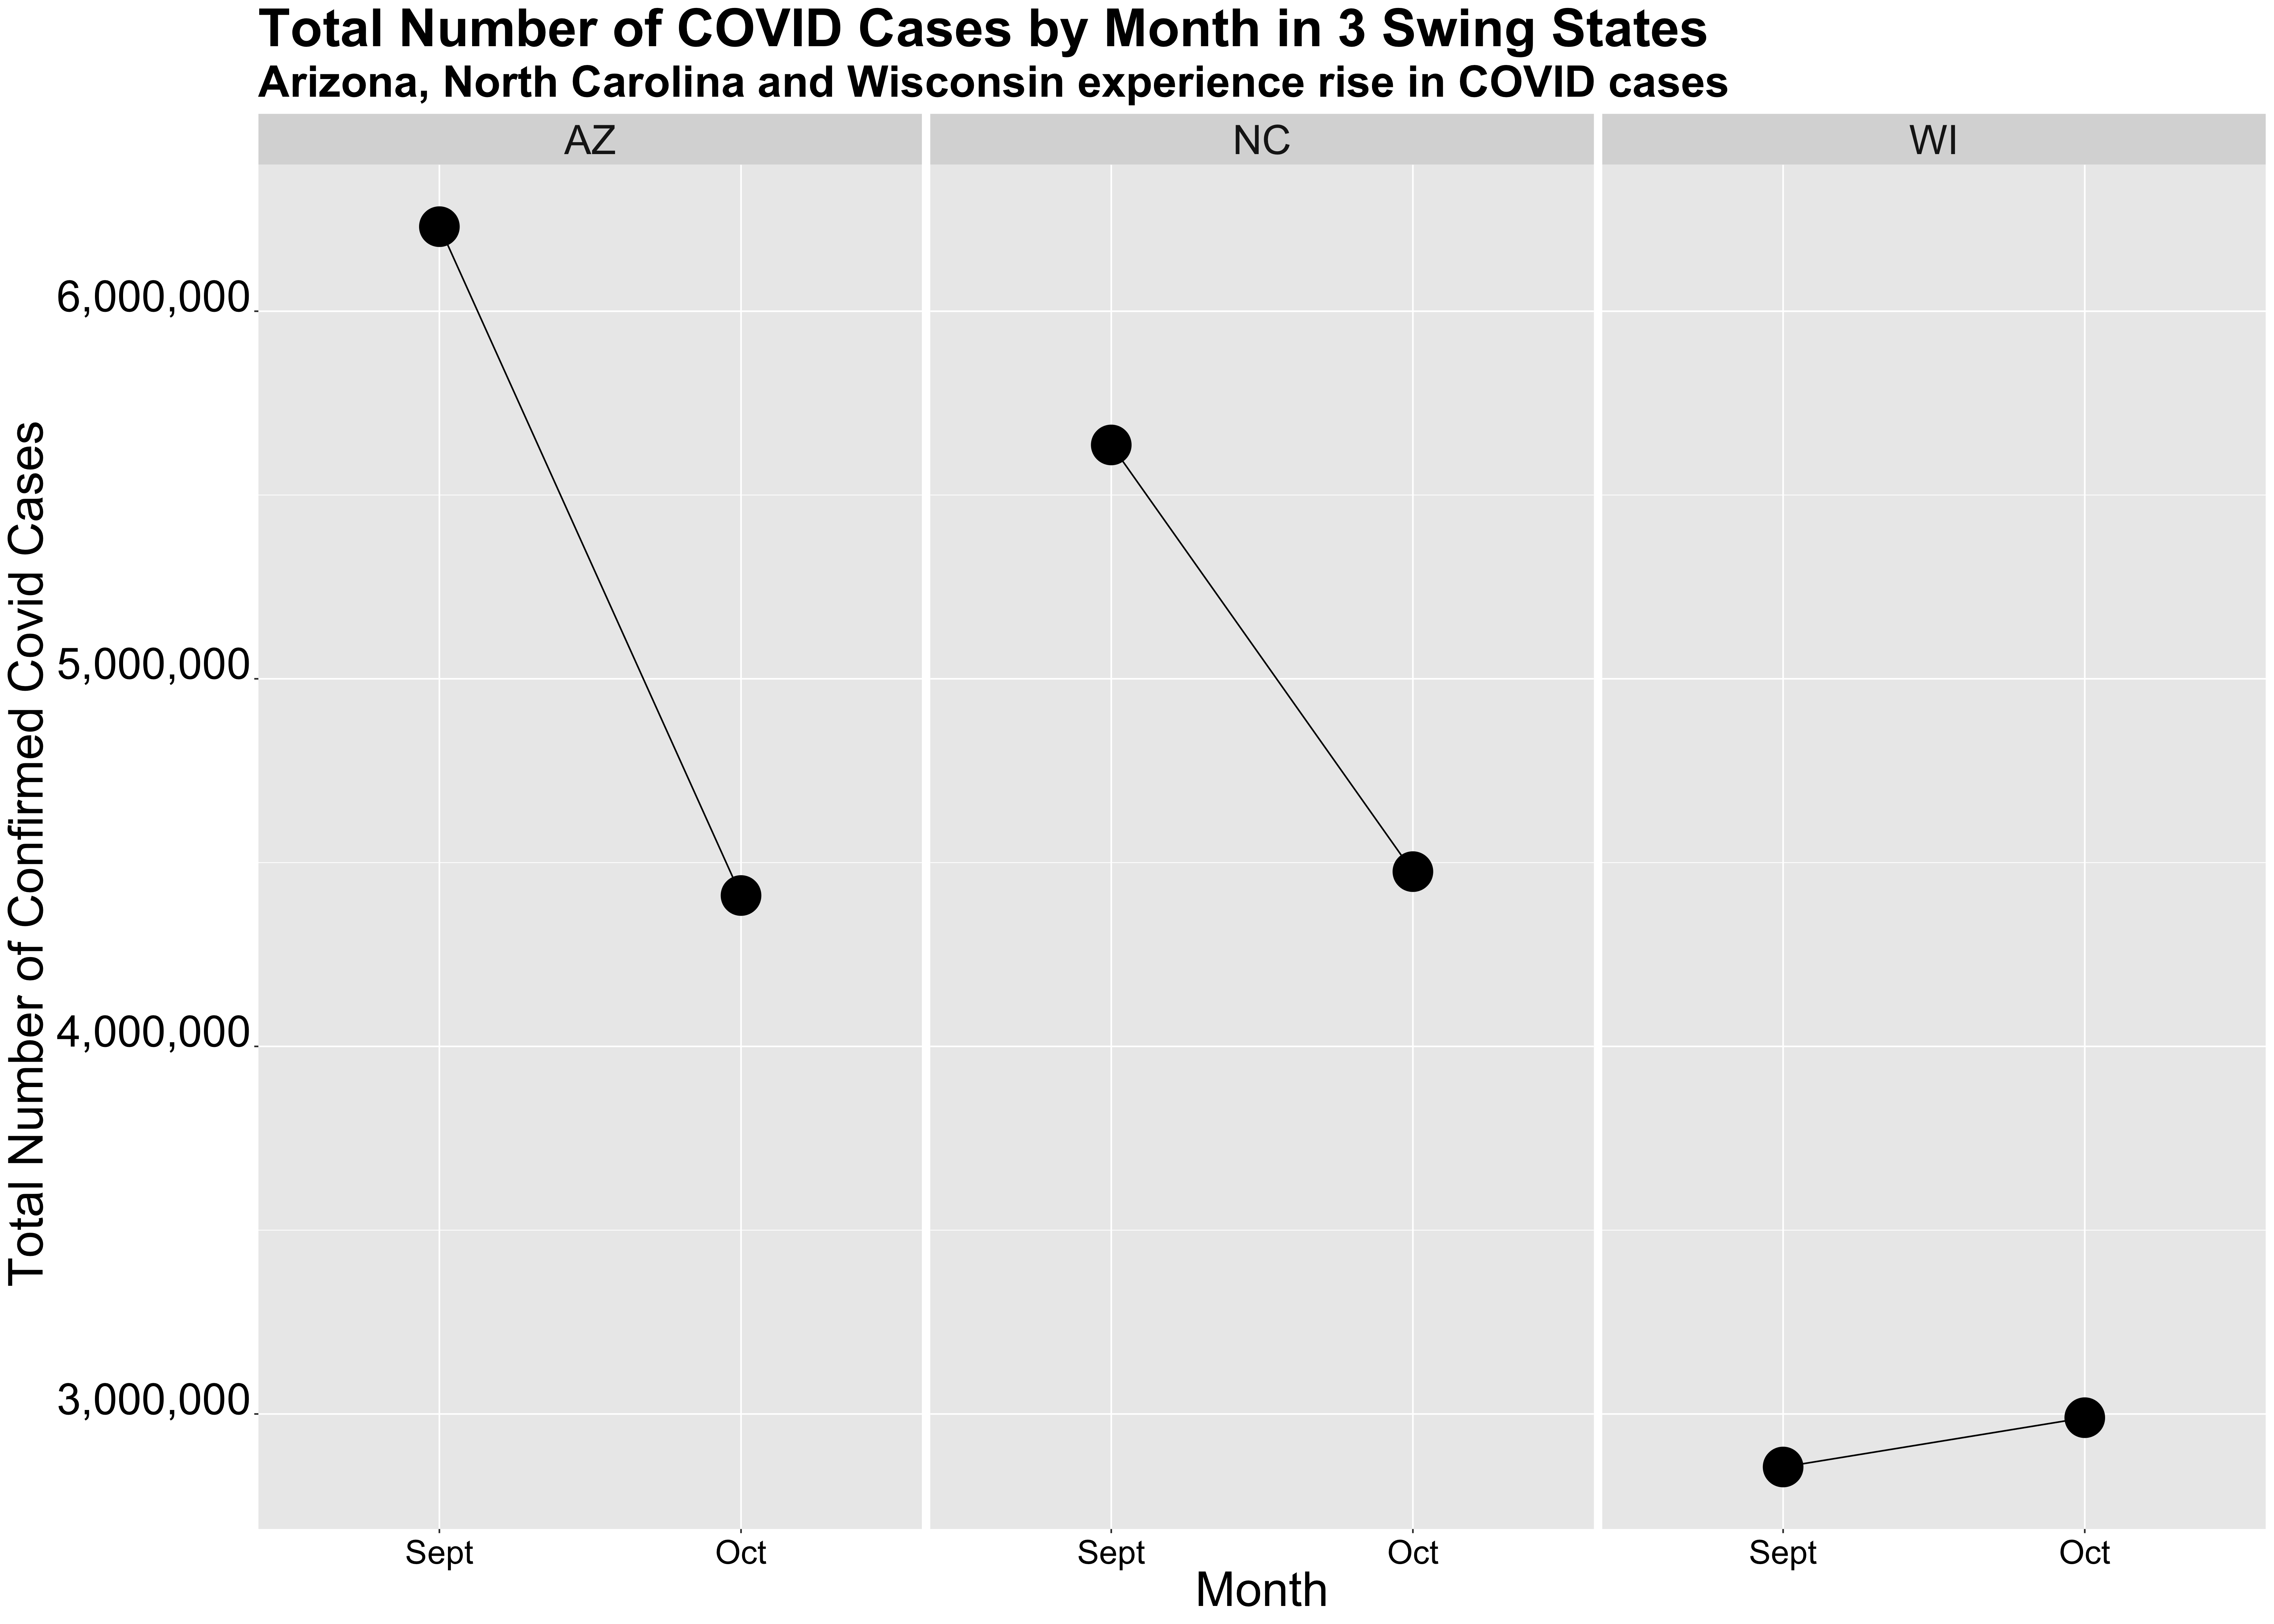 Total Number of COVID Cases by Month in 3 Swing States
Arizona, North Carolina and Wisconsin experience rise in COVID cases
AZ NC WI
Total Number of Confirmed Covid Cases
6,000,000
5,000,000
4,000,000
3,000,000
Sept Oct Sept Oct Sept Oct
Month